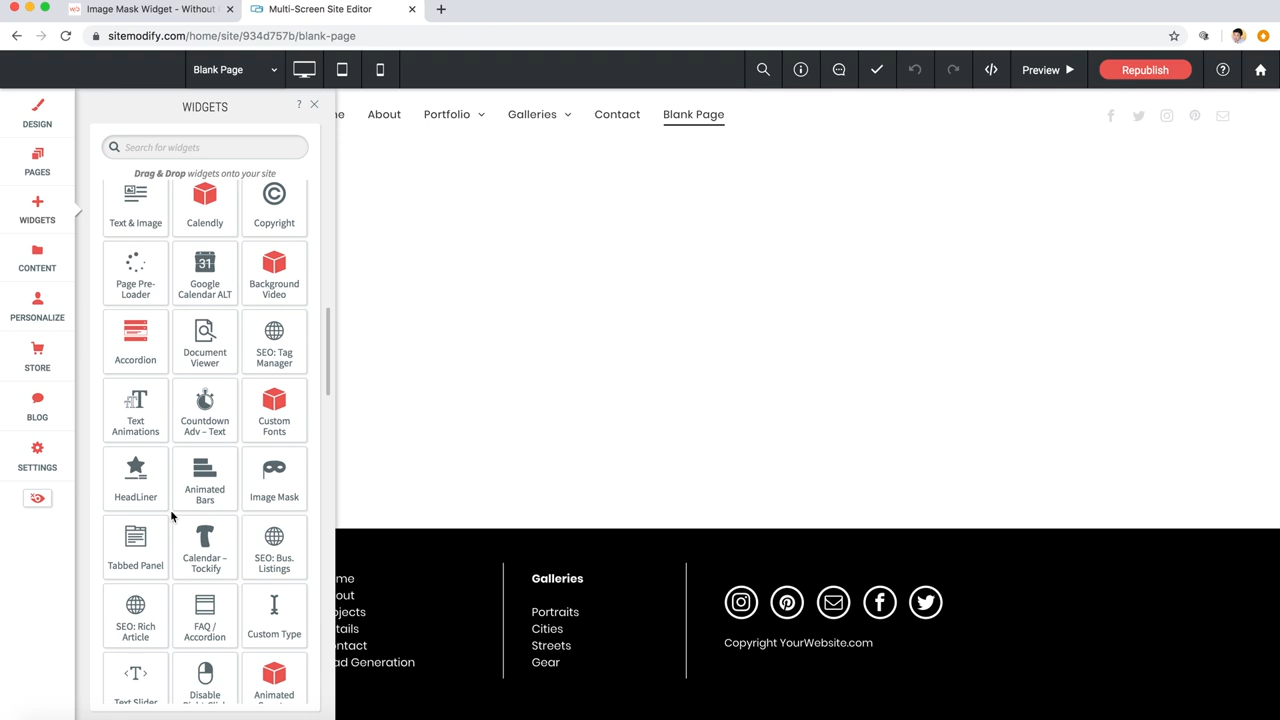 Image Mask Widget - Without
Multi-Screen Site Editor
sitemodify.com/home/site/934d757b/blank-page
Blank Page
Preview
Republish
DESIGN
PAGES
WIDGETS
CONTENT
PERSONALIZE
STORE
BLOG
SETTINGS
WIDGETS
?
Search for widgets
Drag & Drop widgets onto your site
Text & Image
Calendly
Copyright
Page Pre-
Loader
31
Google
Calendar ALT
Background
Video
Accordion
Document
Viewer
SEO: Tag
Manager
Text
Animations
Countdown
Adv – Text
Custom
Fonts
HeadLiner
Animated
Bars
Image Mask
Tabbed Panel
Calendar –
Tockify
SEO: Bus.
Listings
SEO: Rich
Article
FAQ /
Accordion
Custom Type
Text Slider
Disable
Right Click
Animated
me
About
Portfolio
Galleries
Contact
Blank Page
me
out
ojects
tails
ntact
ad Generation
Galleries
Portraits
Cities
Streets
Gear
Copyright YourWebsite.com